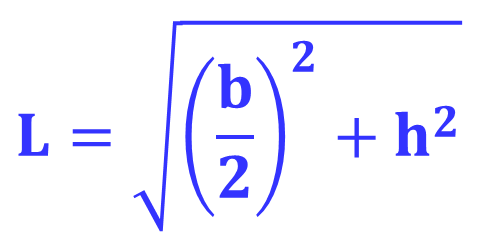 L = √((b/2)² + h²)